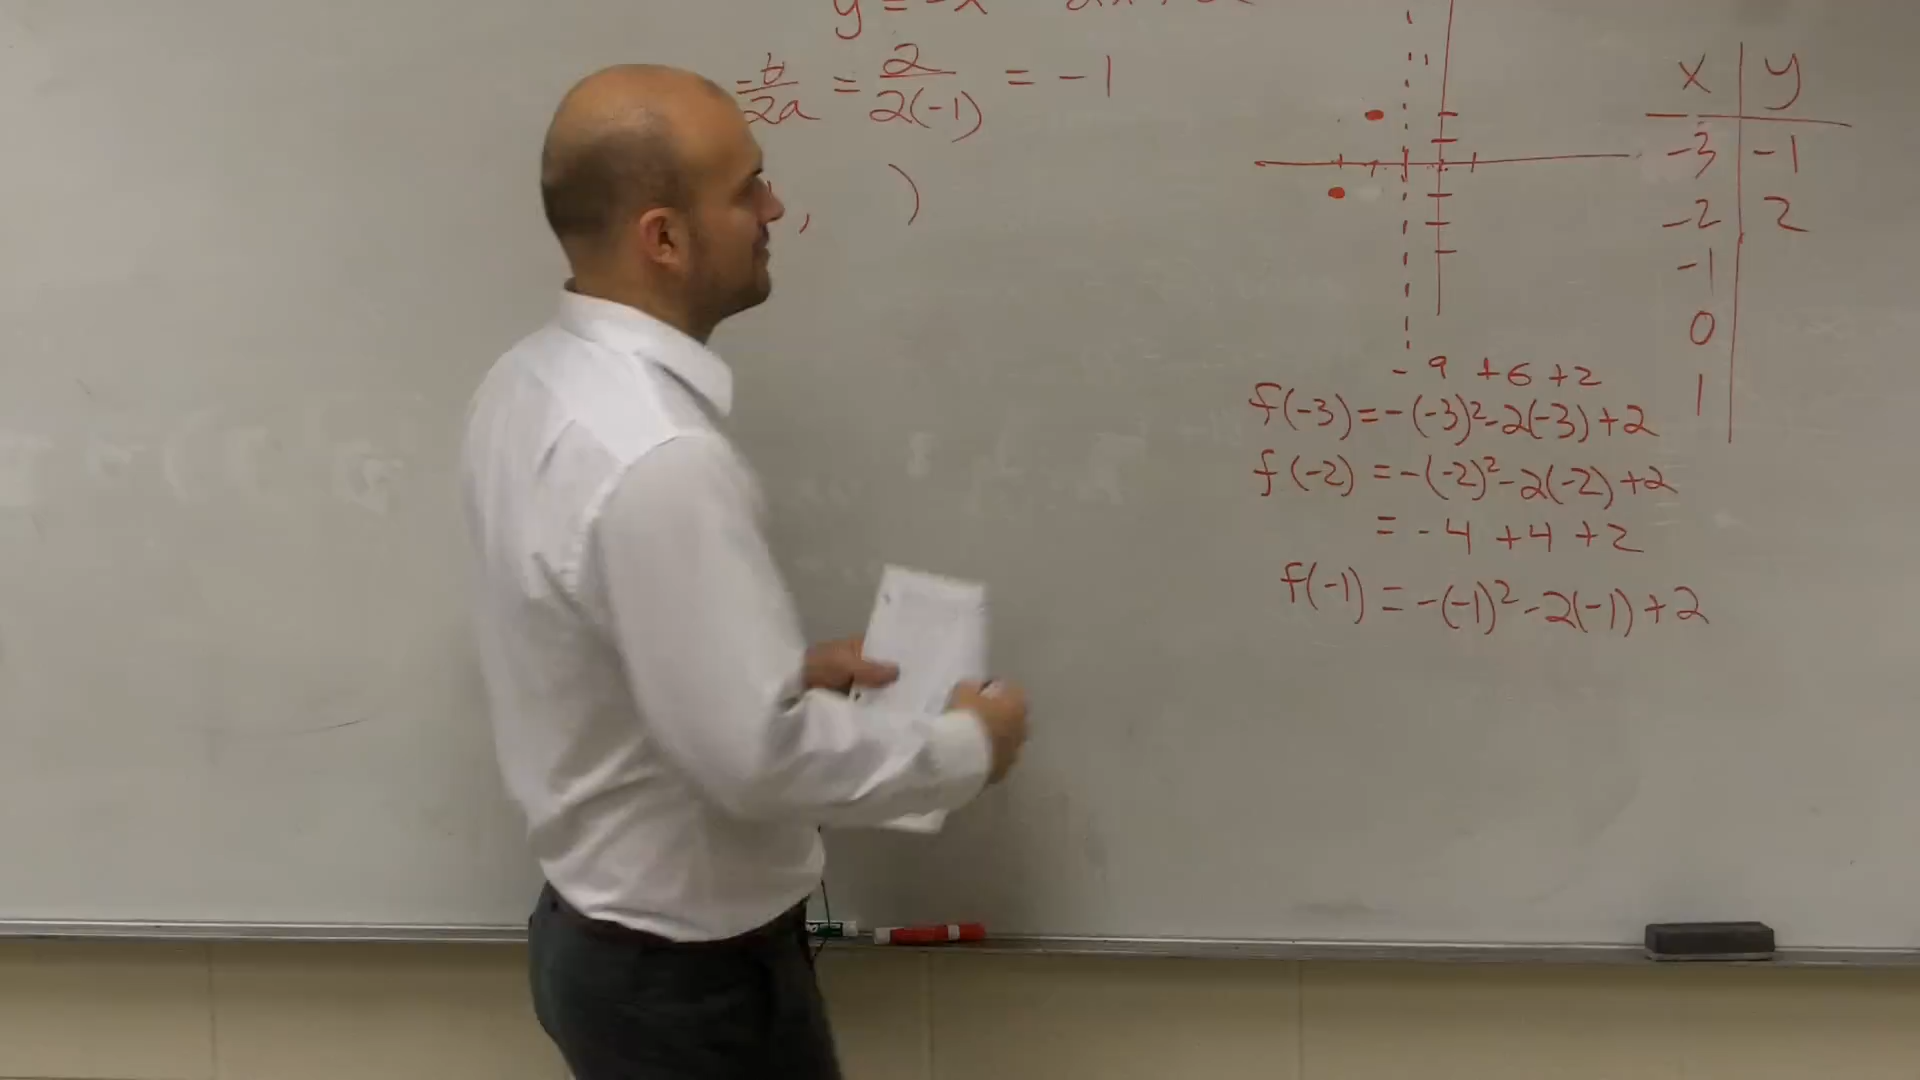 y = -x
-b/2a = 2/2(-1) = -1
, )
x | y
-3 | -1
-2 | 2
-1
0
1
- 9 + 6 + 2
f(-3) = -(-3)² - 2(-3) + 2
f(-2) = -(-2)² - 2(-2) + 2
= - 4 + 4 + 2
f(-1) = -(-1)² - 2(-1) + 2